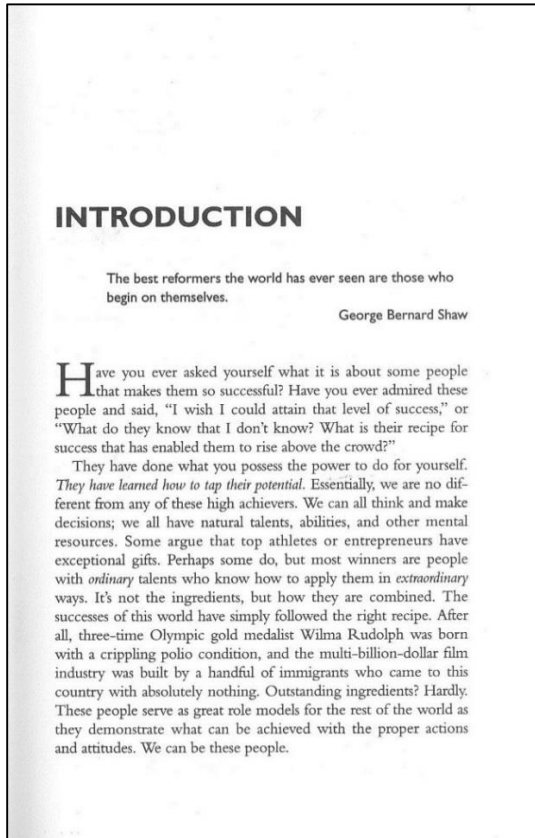 INTRODUCTION
The best reformers the world has ever seen are those who
begin on themselves.
George Bernard Shaw
Have you ever asked yourself what it is about some people
that makes them so successful? Have you ever admired these
people and said, “I wish I could attain that level of success,” or
“What do they know that I don’t know? What is their recipe for
success that has enabled them to rise above the crowd?”
They have done what you possess the power to do for yourself.
They have learned how to tap their potential. Essentially, we are no dif-
ferent from any of these high achievers. We can all think and make
decisions; we all have natural talents, abilities, and other mental
resources. Some argue that top athletes or entrepreneurs have
exceptional gifts. Perhaps some do, but most winners are people
with ordinary talents who know how to apply them in extraordinary
ways. It’s not the ingredients, but how they are combined. The
successes of this world have simply followed the right recipe. After
all, three-time Olympic gold medalist Wilma Rudolph was born
with a crippling polio condition, and the multi-billion-dollar film
industry was built by a handful of immigrants who came to this
country with absolutely nothing. Outstanding ingredients? Hardly.
These people serve as great role models for the rest of the world as
they demonstrate what can be achieved with the proper actions
and attitudes. We can be these people.